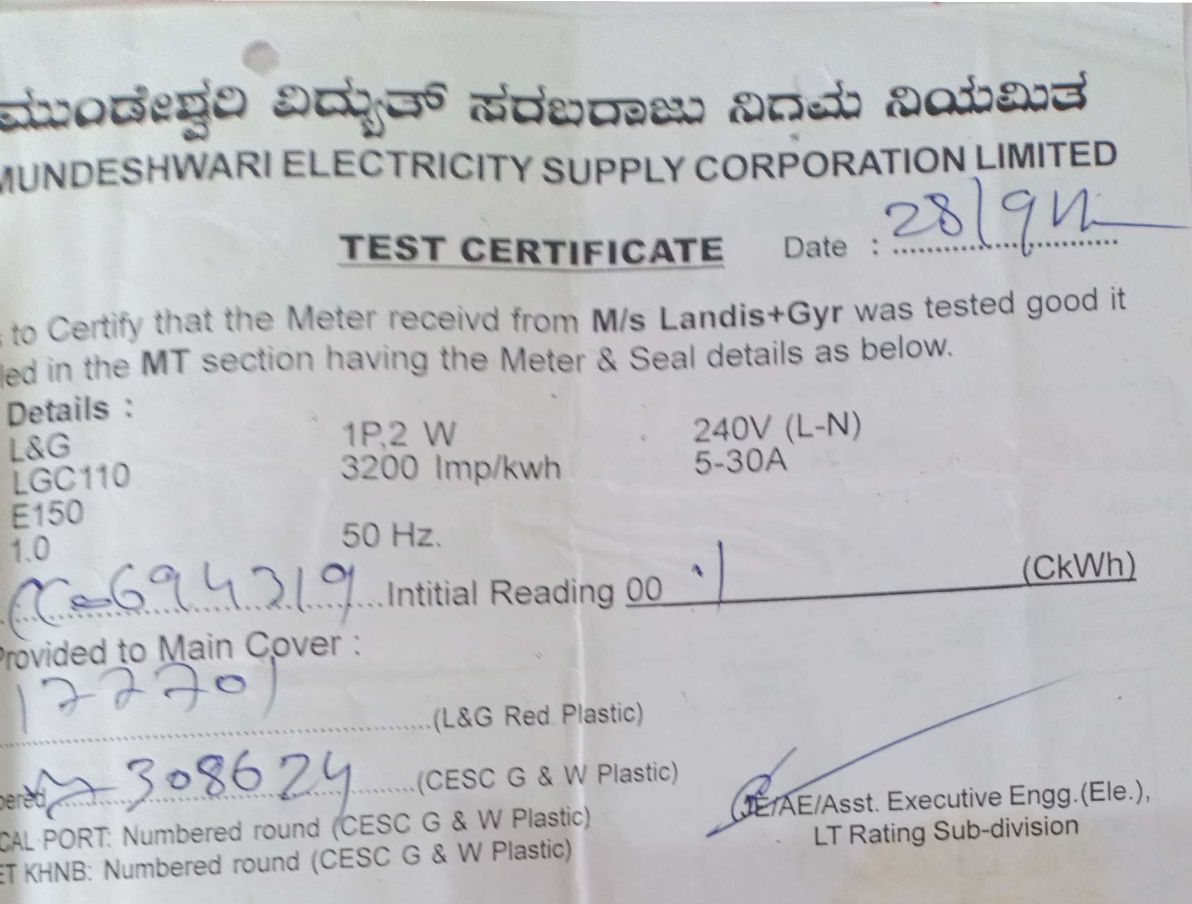 ಮುಂಡೇಶ್ವರಿ ವಿದ್ಯುತ್ ಸರಬರಾಜು ನಿಗಮ ನಿಯಮಿತ
MUNDESHWARI ELECTRICITY SUPPLY CORPORATION LIMITED
TEST CERTIFICATE Date : 28/9/
to Certify that the Meter receivd from M/s Landis+Gyr was tested good it
led in the MT section having the Meter & Seal details as below.
Details :
L&G 1P,2 W 240V (L-N)
LGC110 3200 Imp/kwh 5-30A
E150
1.0 50 Hz.
694319 Intitial Reading 00 .1 (CkWh)
Provided to Main Cover :
177701
(L&G Red Plastic)
bered 308624 (CESC G & W Plastic)
CAL PORT: Numbered round (CESC G & W Plastic)
ET KHNB: Numbered round (CESC G & W Plastic)
JE/AE/Asst. Executive Engg.(Ele.),
LT Rating Sub-division